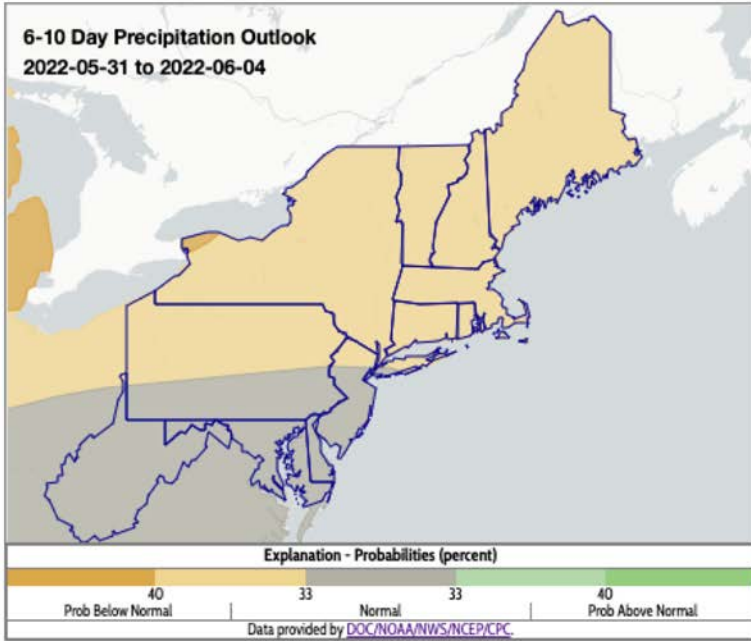 6-10 Day Precipitation Outlook
2022-05-31 to 2022-06-04
Explanation - Probabilities (percent)
40 33 33 40
Prob Below Normal | Normal | Prob Above Normal
Data provided by DOC/NOAA/NWS/NCEP/CPC.